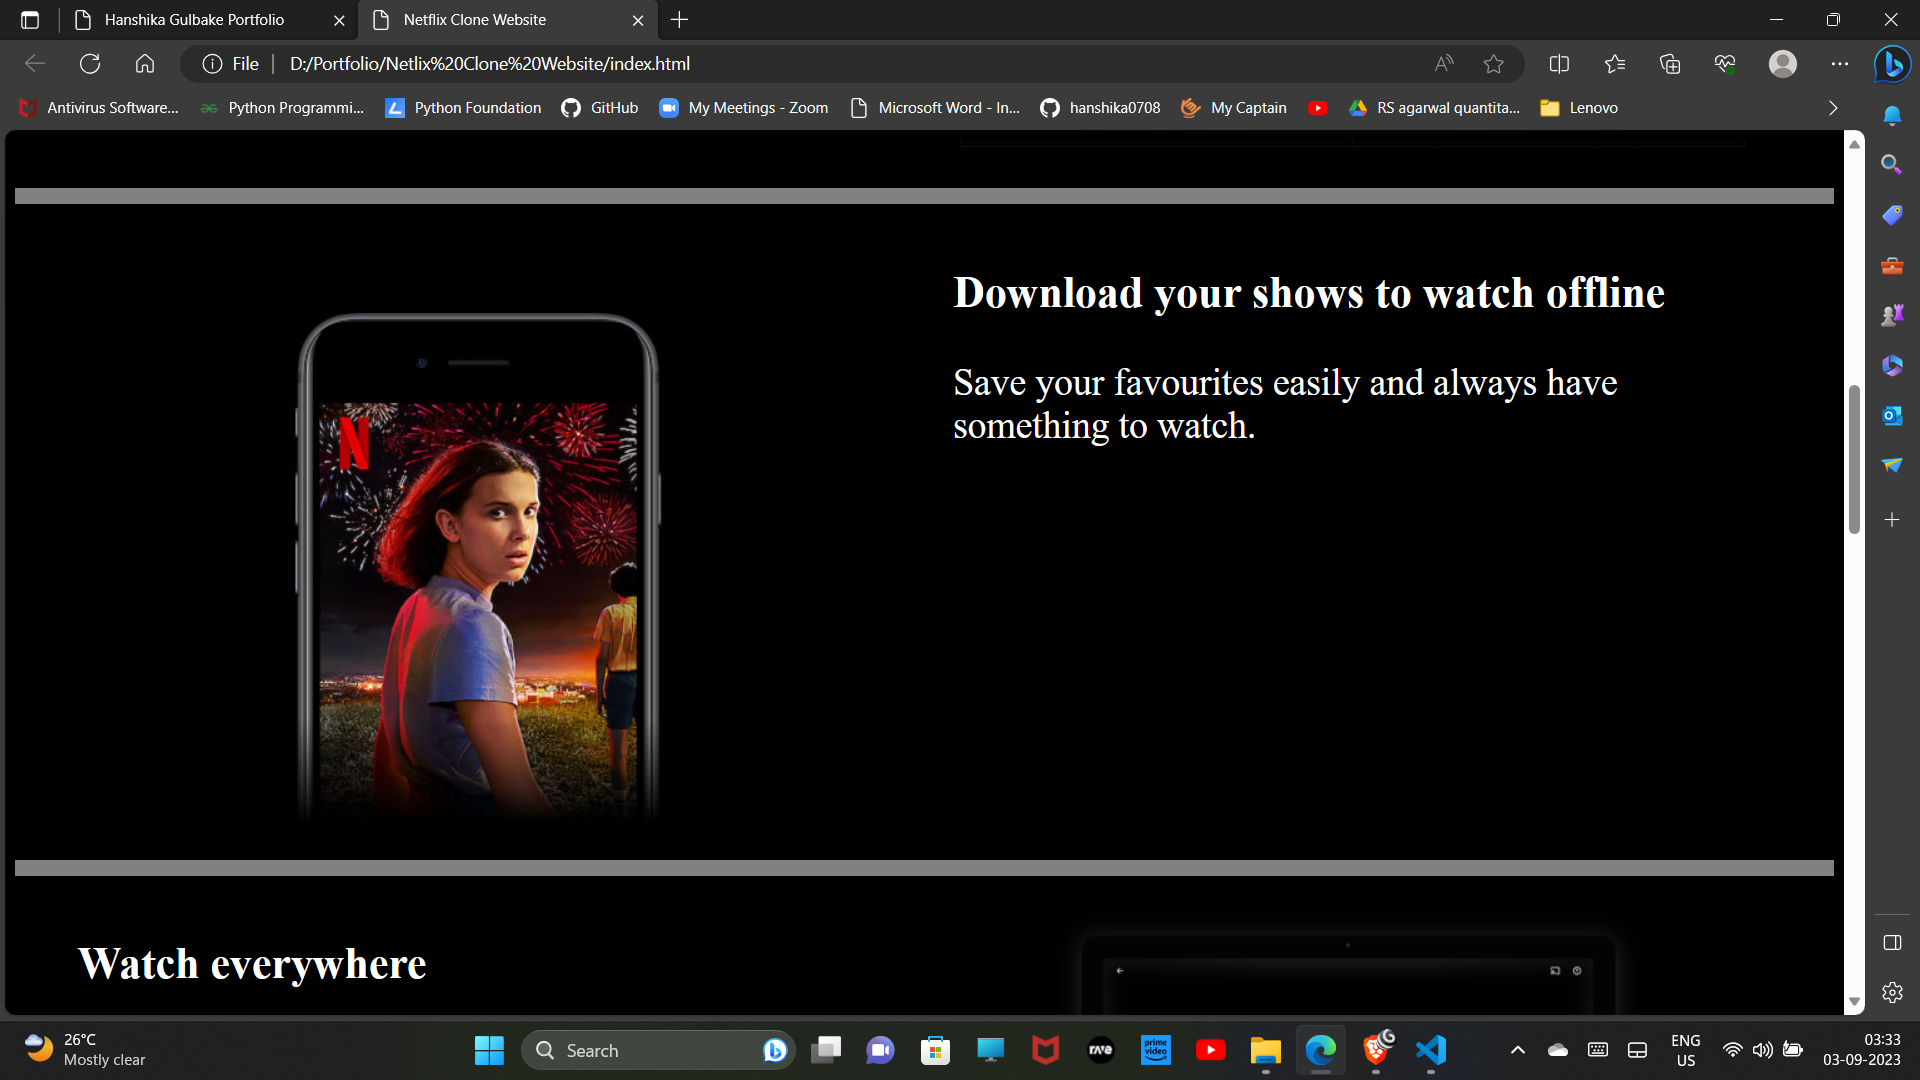 Hanshika Gulbake Portfolio
Netflix Clone Website
File
D:/Portfolio/Netlix%20Clone%20Website/index.html
Antivirus Software...
Python Programmi...
Python Foundation
GitHub
My Meetings - Zoom
Microsoft Word - In...
hanshika0708
My Captain
RS agarwal quantita...
Lenovo
Download your shows to watch offline
Save your favourites easily and always have
something to watch.
N
Watch everywhere
26°C
Mostly clear
Search
rave
prime
video
ENG
US
03:33
03-09-2023